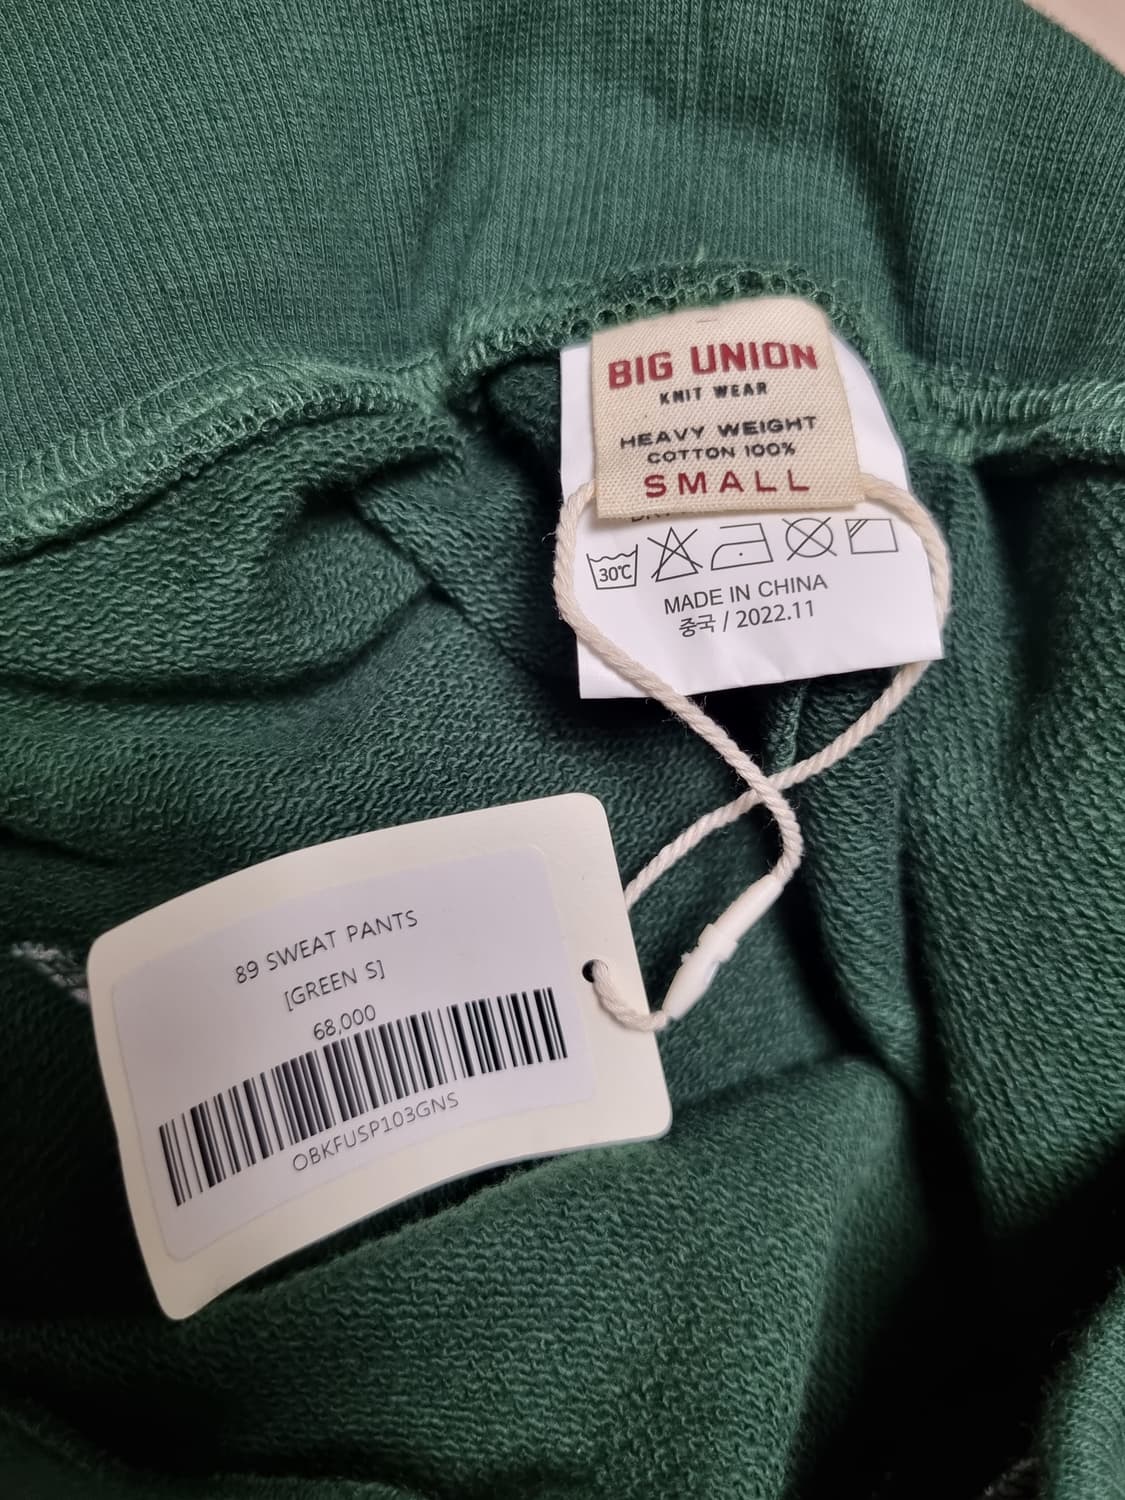 BIG UNION
KNIT WEAR
HEAVY WEIGHT
COTTON 100%
SMALL
30℃
MADE IN CHINA
중국 / 2022.11
89 SWEAT PANTS
[GREEN S]
68,000
OBKFUSP103GNS